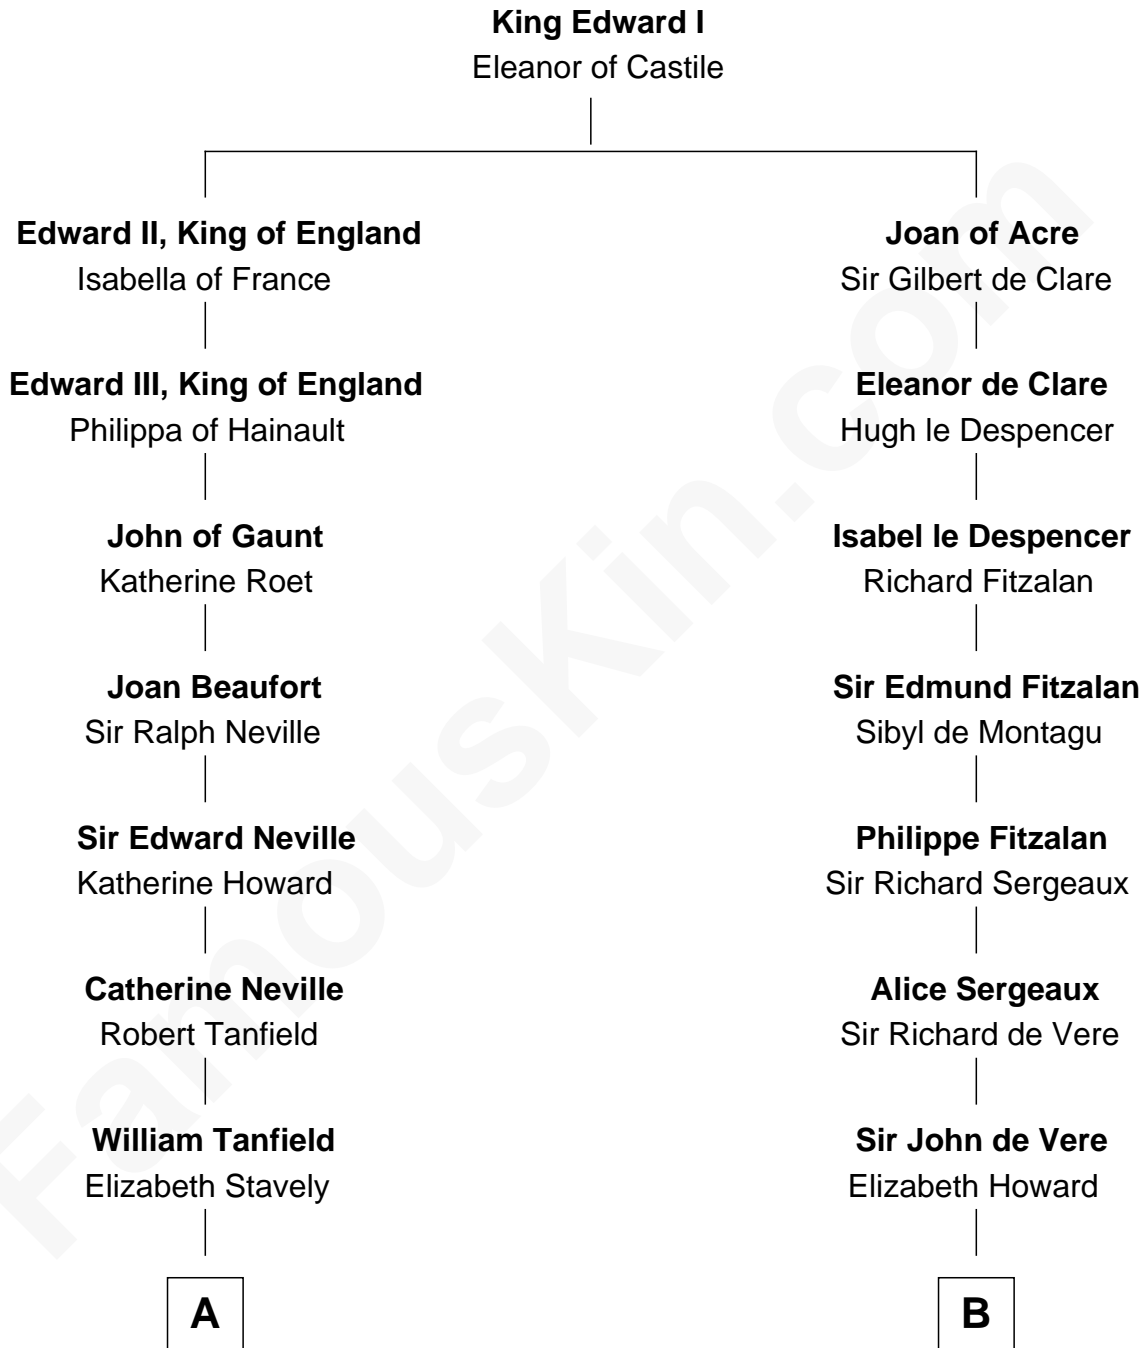 King Edward I
Eleanor of Castile
Edward II, King of England
Isabella of France
Joan of Acre
Sir Gilbert de Clare
Edward III, King of England
Philippa of Hainault
Eleanor de Clare
Hugh le Despencer
John of Gaunt
Katherine Roet
Isabel le Despencer
Richard Fitzalan
Joan Beaufort
Sir Ralph Neville
Sir Edmund Fitzalan
Sibyl de Montagu
Sir Edward Neville
Katherine Howard
Philippe Fitzalan
Sir Richard Sergeaux
Catherine Neville
Robert Tanfield
Alice Sergeaux
Sir Richard de Vere
William Tanfield
Elizabeth Stavely
Sir John de Vere
Elizabeth Howard
A
B
FamousKin.com